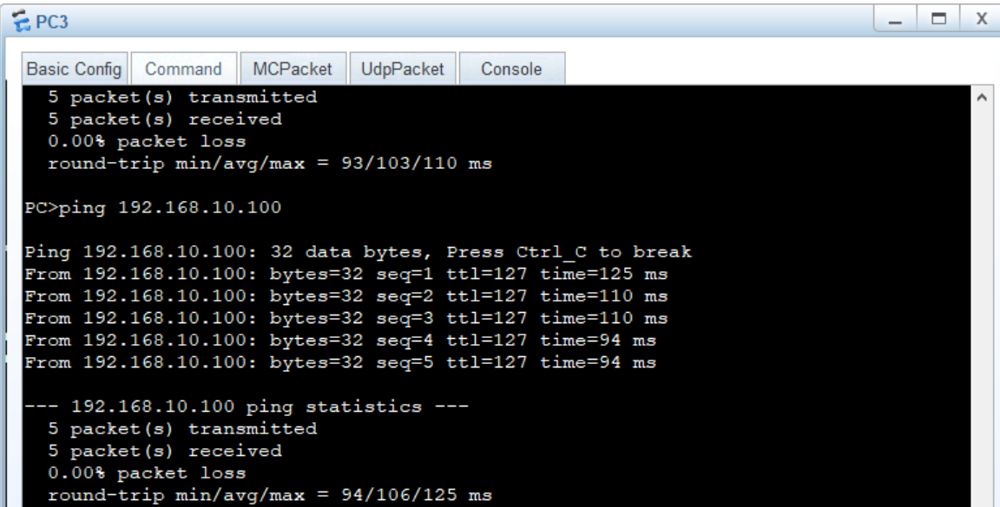 PC3
X
Basic Config Command MCPacket UdpPacket Console
5 packet(s) transmitted
5 packet(s) received
0.00% packet loss
round-trip min/avg/max = 93/103/110 ms
PC>ping 192.168.10.100
Ping 192.168.10.100: 32 data bytes, Press Ctrl_C to break
From 192.168.10.100: bytes=32 seq=1 ttl=127 time=125 ms
From 192.168.10.100: bytes=32 seq=2 ttl=127 time=110 ms
From 192.168.10.100: bytes=32 seq=3 ttl=127 time=110 ms
From 192.168.10.100: bytes=32 seq=4 ttl=127 time=94 ms
From 192.168.10.100: bytes=32 seq=5 ttl=127 time=94 ms
--- 192.168.10.100 ping statistics ---
5 packet(s) transmitted
5 packet(s) received
0.00% packet loss
round-trip min/avg/max = 94/106/125 ms